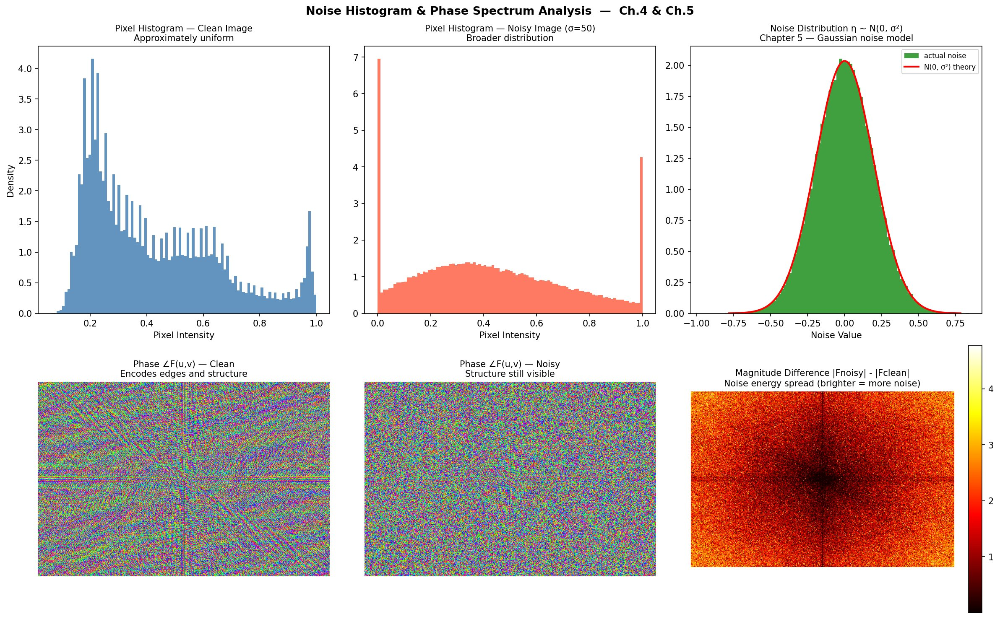 Noise Histogram & Phase Spectrum Analysis — Ch.4 & Ch.5
Pixel Histogram — Clean Image
Approximately uniform
Density
4.0
3.5
3.0
2.5
2.0
1.5
1.0
0.5
0.0
0.2 0.4 0.6 0.8 1.0
Pixel Intensity
Pixel Histogram — Noisy Image (σ=50)
Broader distribution
7
6
5
4
3
2
1
0
0.0 0.2 0.4 0.6 0.8 1.0
Pixel Intensity
Noise Distribution η ~ N(0, σ²)
Chapter 5 — Gaussian noise model
actual noise
N(0, σ²) theory
2.00
1.75
1.50
1.25
1.00
0.75
0.50
0.25
0.00
−1.00 −0.75 −0.50 −0.25 0.00 0.25 0.50 0.75
Noise Value
Phase ∠F(u,v) — Clean
Encodes edges and structure
Phase ∠F(u,v) — Noisy
Structure still visible
Magnitude Difference |Fnoisy| - |Fclean|
Noise energy spread (brighter = more noise)
4
3
2
1